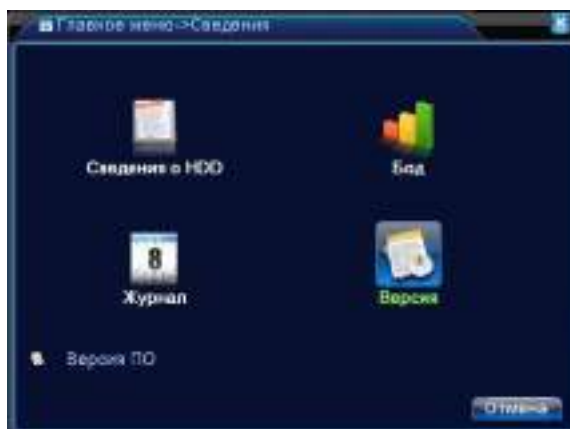 Главное меню->Сведения
Сведения о HDD
Бод
8
Журнал
Версия
Версия ПО
Отмена